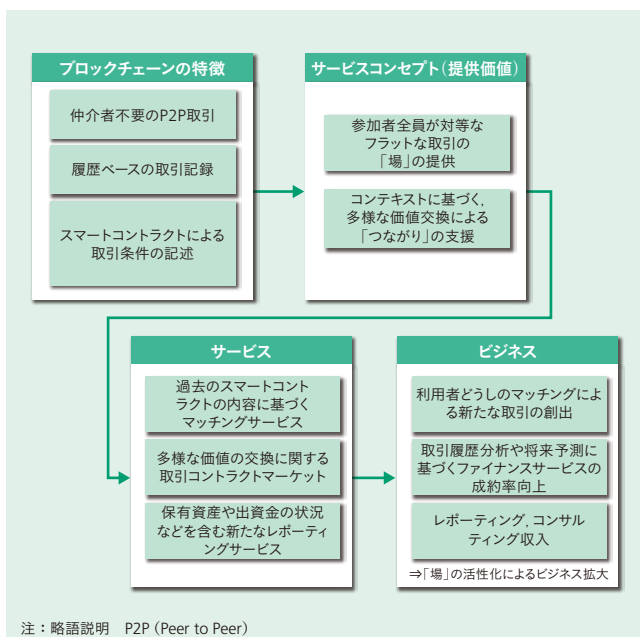 ブロックチェーンの特徴
仲介者不要のP2P取引
履歴ベースの取引記録
スマートコントラクトによる
取引条件の記述
サービスコンセプト(提供価値)
参加者全員が対等な
フラットな取引の
「場」の提供
コンテキストに基づく,
多様な価値交換による
「つながり」の支援
サービス
過去のスマートコント
ラクトの内容に基づく
マッチングサービス
多様な価値の交換に関する
取引コントラクトマーケット
保有資産や出資金の状況
などを含む新たなレポーティ
ングサービス
ビジネス
利用者どうしのマッチングによ
る新たな取引の創出
取引履歴分析や将来予測に
基づくファイナンスサービスの
成約率向上
レポーティング, コンサル
ティング収入
⇒「場」の活性化によるビジネス拡大
注:略語説明 P2P (Peer to Peer)